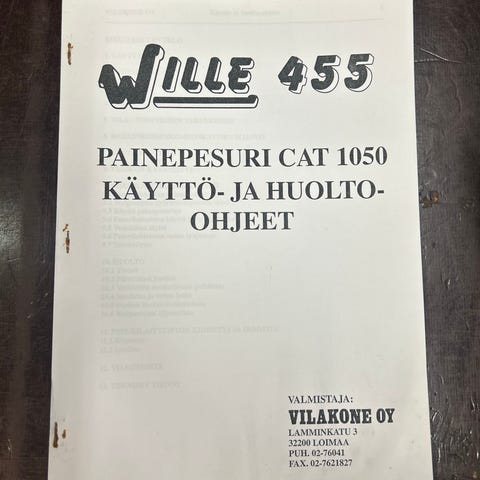 WILLE 455
PAINEPESURI CAT 1050
KÄYTTÖ- JA HUOLTO-
OHJEET
VALMISTAJA:
VILAKONE OY
LAMMINKATU 3
32200 LOIMAA
PUH. 02-76041
FAX. 02-7621827